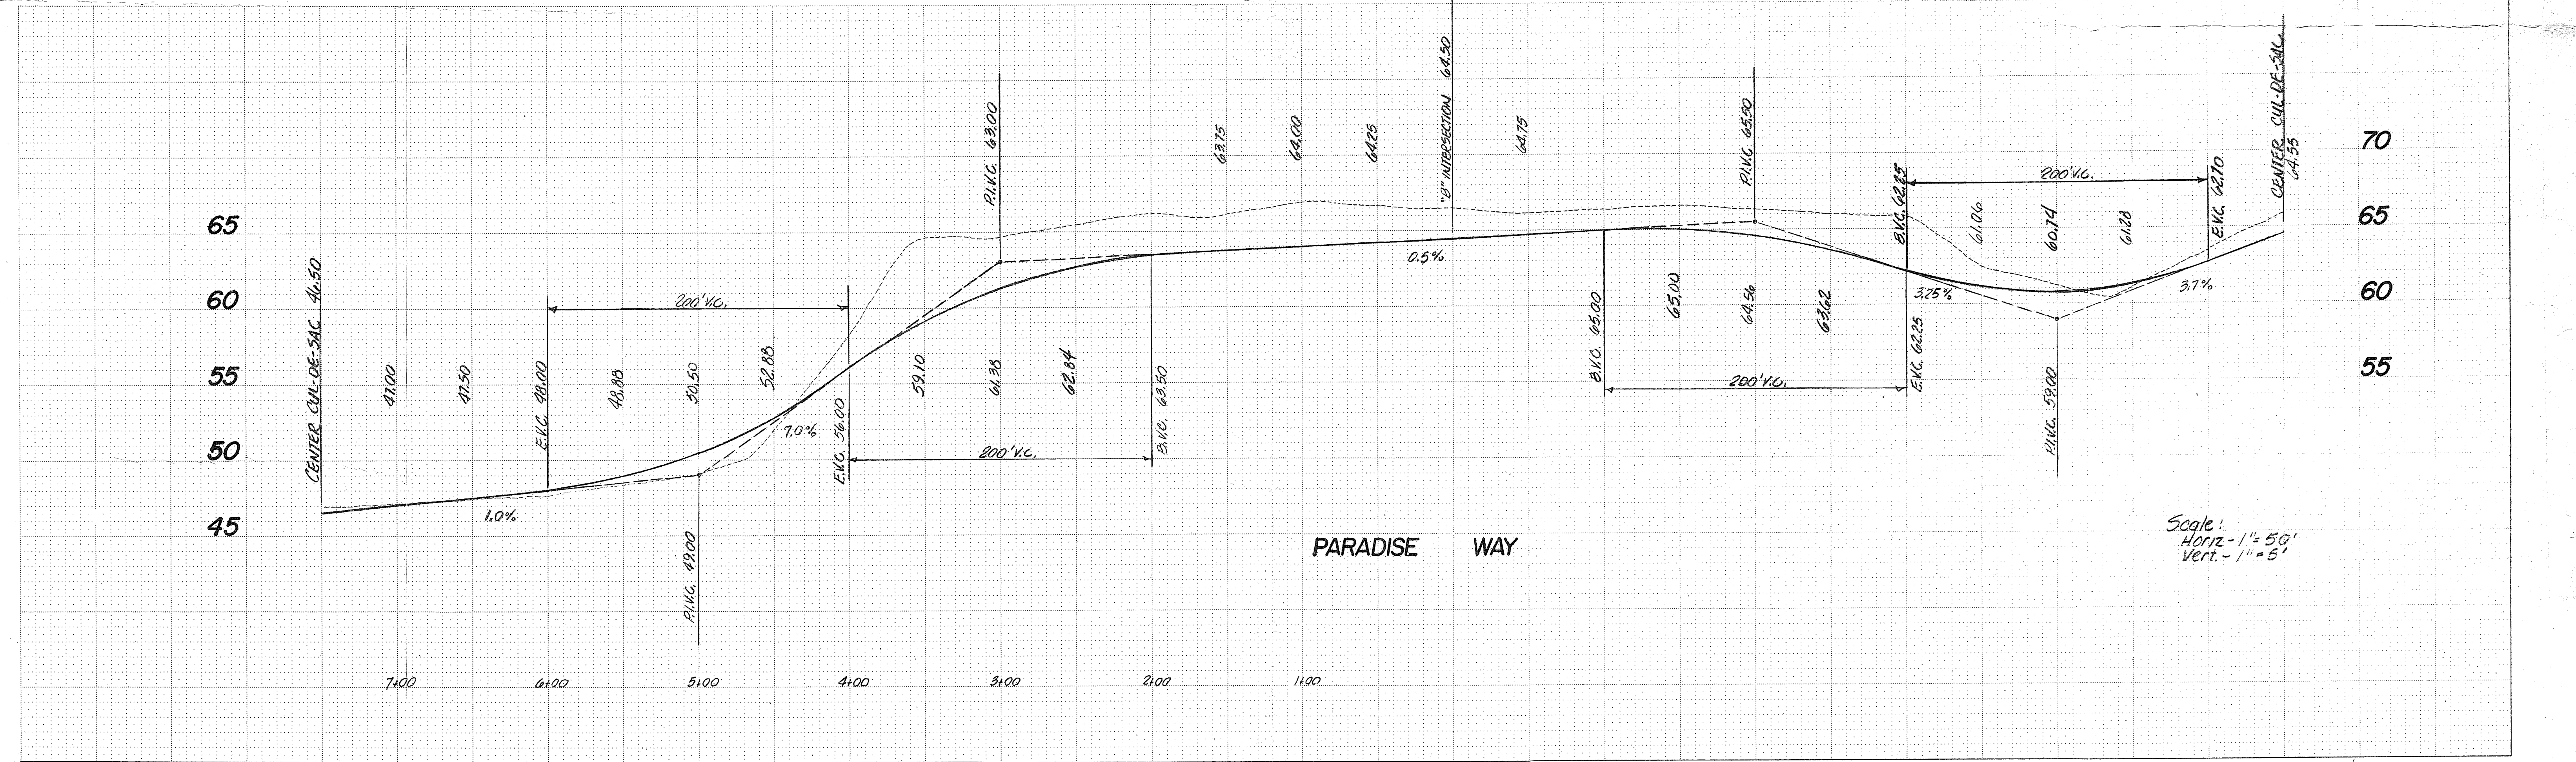 CENTER CUL-DE-SAC 46.50
47.00
47.50
E.V.C. 48.00
48.88
50.50
52.88
E.V.C. 56.00
59.10
61.38
62.84
B.V.C. 63.50
P.I.V.C. 49.00
P.I.V.C. 63.00
63.75
64.00
64.25
"B" INTERSECTION 64.50
64.75
B.V.C. 65.00
65.00
64.56
63.62
E.V.C. 62.25
P.I.V.C. 65.50
B.V.C. 62.25
61.06
60.74
61.28
E.V.C. 62.70
P.I.V.C. 59.00
CENTER CUL-DE-SAC
64.55
200' V.C.
200' V.C.
200' V.C.
200' V.C.
1.0%
7.0%
0.5%
3.25%
3.7%
65
60
55
50
45
70
65
60
55
PARADISE WAY
Scale:
Horiz - 1" = 50'
Vert. - 1" = 5'
7+00 6+00 5+00 4+00 3+00 2+00 1+00